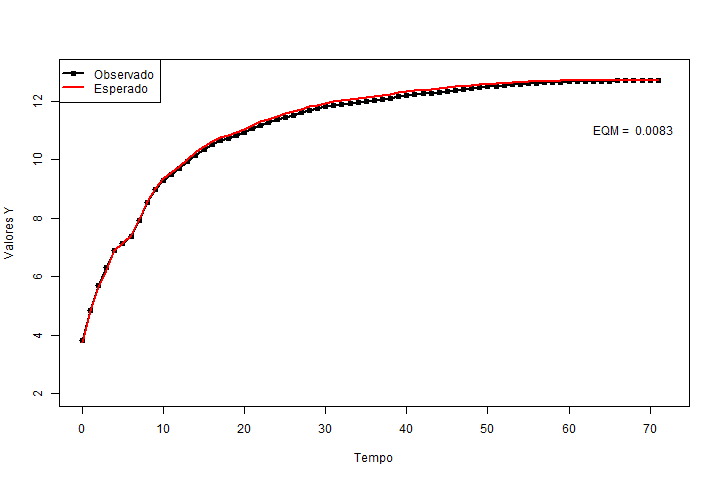 Observado
Esperado
EQM = 0.0083
Valores Y
12
10
8
6
4
2
0 10 20 30 40 50 60 70
Tempo